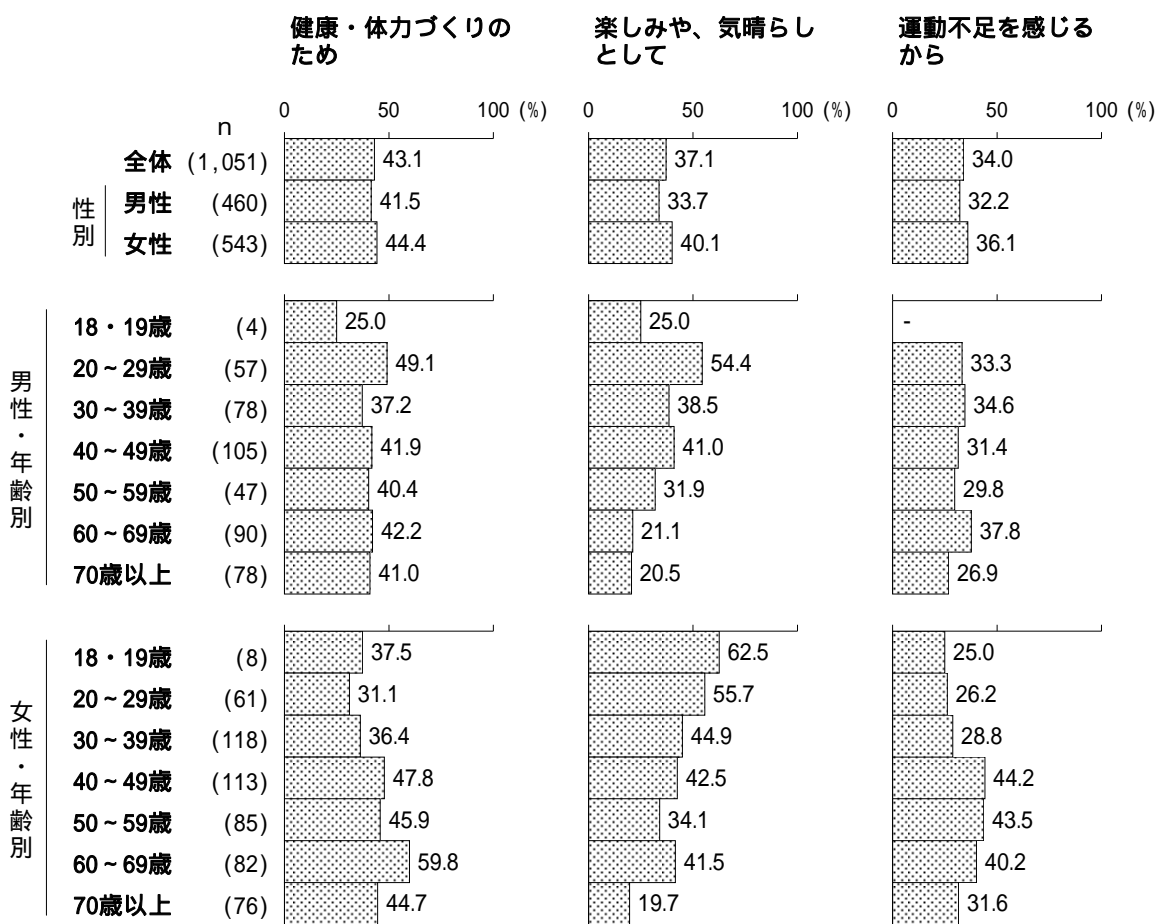 健康・体力づくりの
ため
楽しみや、気晴らし
として
運動不足を感じる
から
0 50 100 (%) 0 50 100 (%) 0 50 100 (%)
n
全体 (1,051) 43.1 37.1 34.0
性別
男性 (460) 41.5 33.7 32.2
女性 (543) 44.4 40.1 36.1
男性・年齢別
18・19歳 (4) 25.0 25.0 -
20~29歳 (57) 49.1 54.4 33.3
30~39歳 (78) 37.2 38.5 34.6
40~49歳 (105) 41.9 41.0 31.4
50~59歳 (47) 40.4 31.9 29.8
60~69歳 (90) 42.2 21.1 37.8
70歳以上 (78) 41.0 20.5 26.9
女性・年齢別
18・19歳 (8) 37.5 62.5 25.0
20~29歳 (61) 31.1 55.7 26.2
30~39歳 (118) 36.4 44.9 28.8
40~49歳 (113) 47.8 42.5 44.2
50~59歳 (85) 45.9 34.1 43.5
60~69歳 (82) 59.8 41.5 40.2
70歳以上 (76) 44.7 19.7 31.6